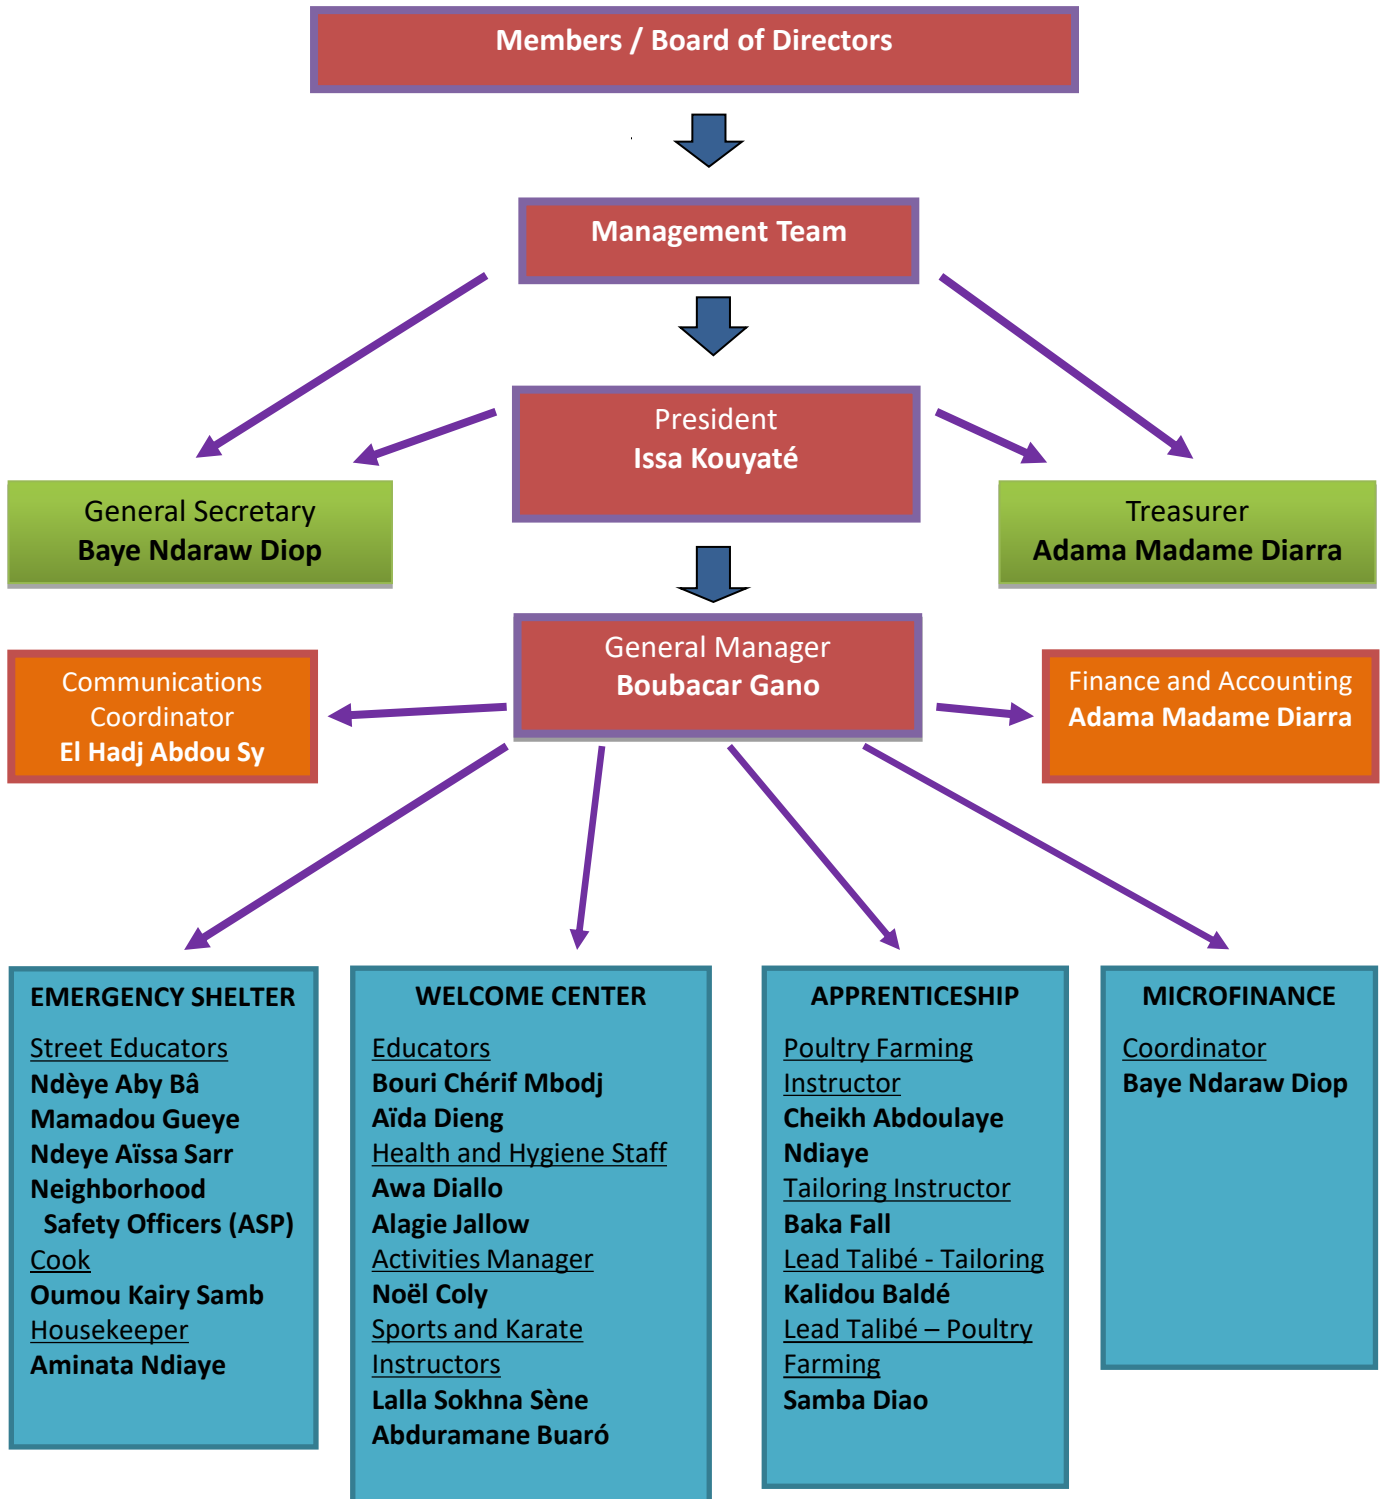 Members / Board of Directors
Management Team
President
Issa Kouyaté
General Secretary
Baye Ndaraw Diop
Treasurer
Adama Madame Diarra
General Manager
Boubacar Gano
Communications
Coordinator
El Hadj Abdou Sy
Finance and Accounting
Adama Madame Diarra
EMERGENCY SHELTER
Street Educators
Ndèye Aby Bâ
Mamadou Gueye
Ndeye Aïssa Sarr
Neighborhood
Safety Officers (ASP)
Cook
Oumou Kairy Samb
Housekeeper
Aminata Ndiaye
WELCOME CENTER
Educators
Bouri Chérif Mbodj
Aïda Dieng
Health and Hygiene Staff
Awa Diallo
Alagie Jallow
Activities Manager
Noël Coly
Sports and Karate
Instructors
Lalla Sokhna Sène
Abduramane Buaró
APPRENTICESHIP
Poultry Farming
Instructor
Cheikh Abdoulaye
Ndiaye
Tailoring Instructor
Baka Fall
Lead Talibé - Tailoring
Kalidou Baldé
Lead Talibé – Poultry
Farming
Samba Diao
MICROFINANCE
Coordinator
Baye Ndaraw Diop